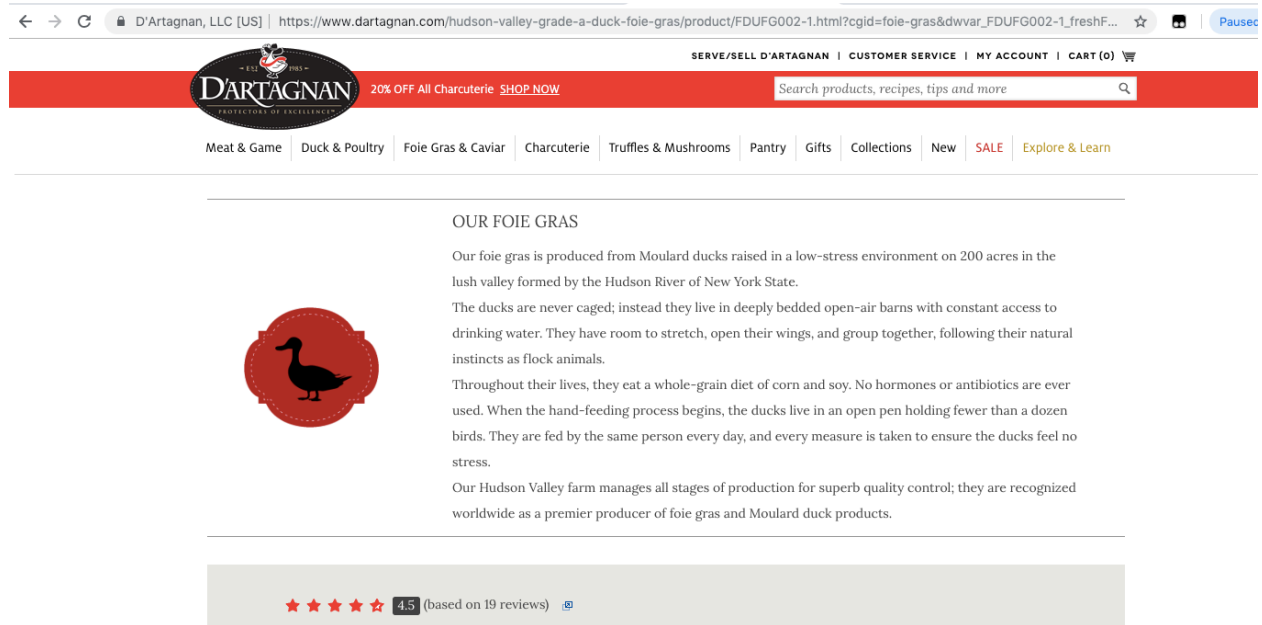 D'Artagnan, LLC [US] | https://www.dartagnan.com/hudson-valley-grade-a-duck-foie-gras/product/FDUFG002-1.html?cgid=foie-gras&dwvar_FDUFG002-1_freshF...
Paused
SERVE/SELL D'ARTAGNAN | CUSTOMER SERVICE | MY ACCOUNT | CART (0)
EST 1985
D'ARTAGNAN
PROTECTORS OF EXCELLENCE
20% OFF All Charcuterie SHOP NOW
Search products, recipes, tips and more
Meat & Game Duck & Poultry Foie Gras & Caviar Charcuterie Truffles & Mushrooms Pantry Gifts Collections New SALE Explore & Learn
OUR FOIE GRAS
Our foie gras is produced from Moulard ducks raised in a low-stress environment on 200 acres in the
lush valley formed by the Hudson River of New York State.
The ducks are never caged; instead they live in deeply bedded open-air barns with constant access to
drinking water. They have room to stretch, open their wings, and group together, following their natural
instincts as flock animals.
Throughout their lives, they eat a whole-grain diet of corn and soy. No hormones or antibiotics are ever
used. When the hand-feeding process begins, the ducks live in an open pen holding fewer than a dozen
birds. They are fed by the same person every day, and every measure is taken to ensure the ducks feel no
stress.
Our Hudson Valley farm manages all stages of production for superb quality control; they are recognized
worldwide as a premier producer of foie gras and Moulard duck products.
4.5 (based on 19 reviews)